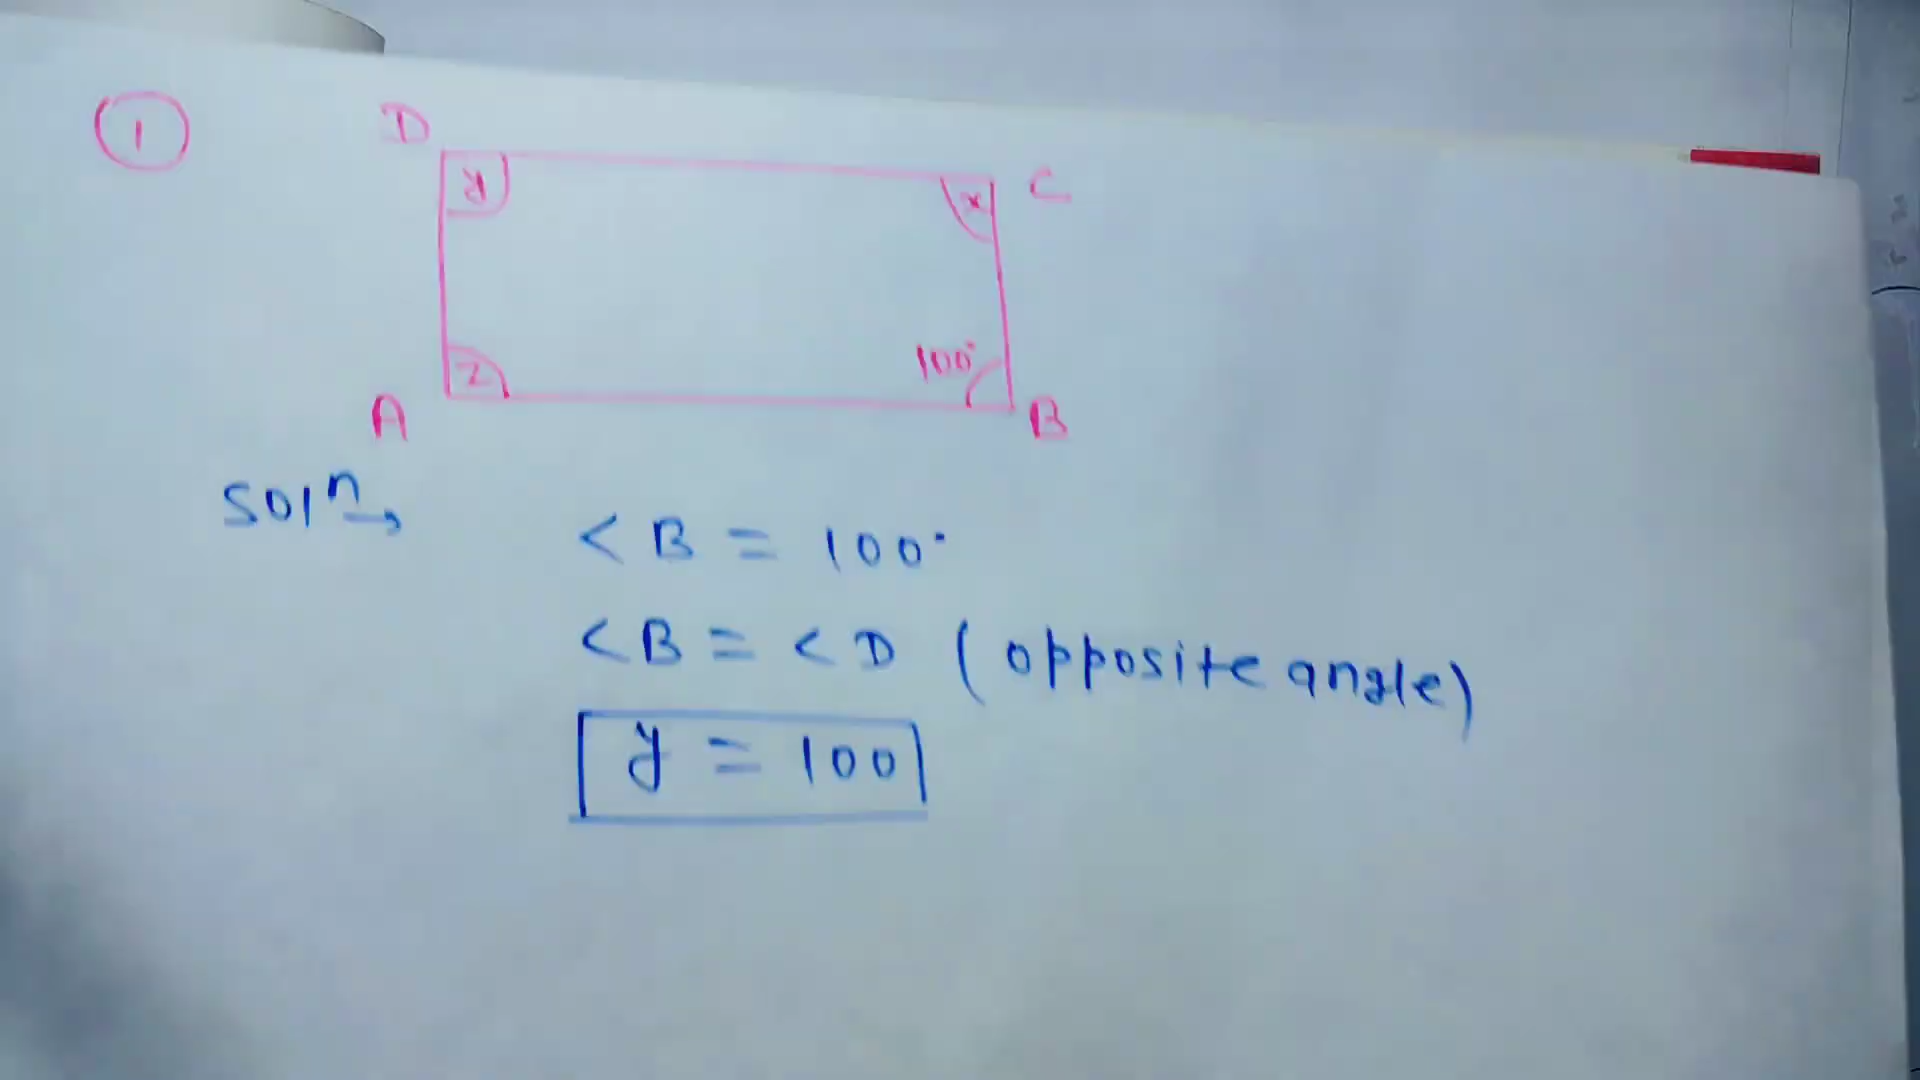 1
D
C
y
x
z
100°
A
B
Solⁿ→
<B = 100°
<B = <D (opposite angle)
y = 100